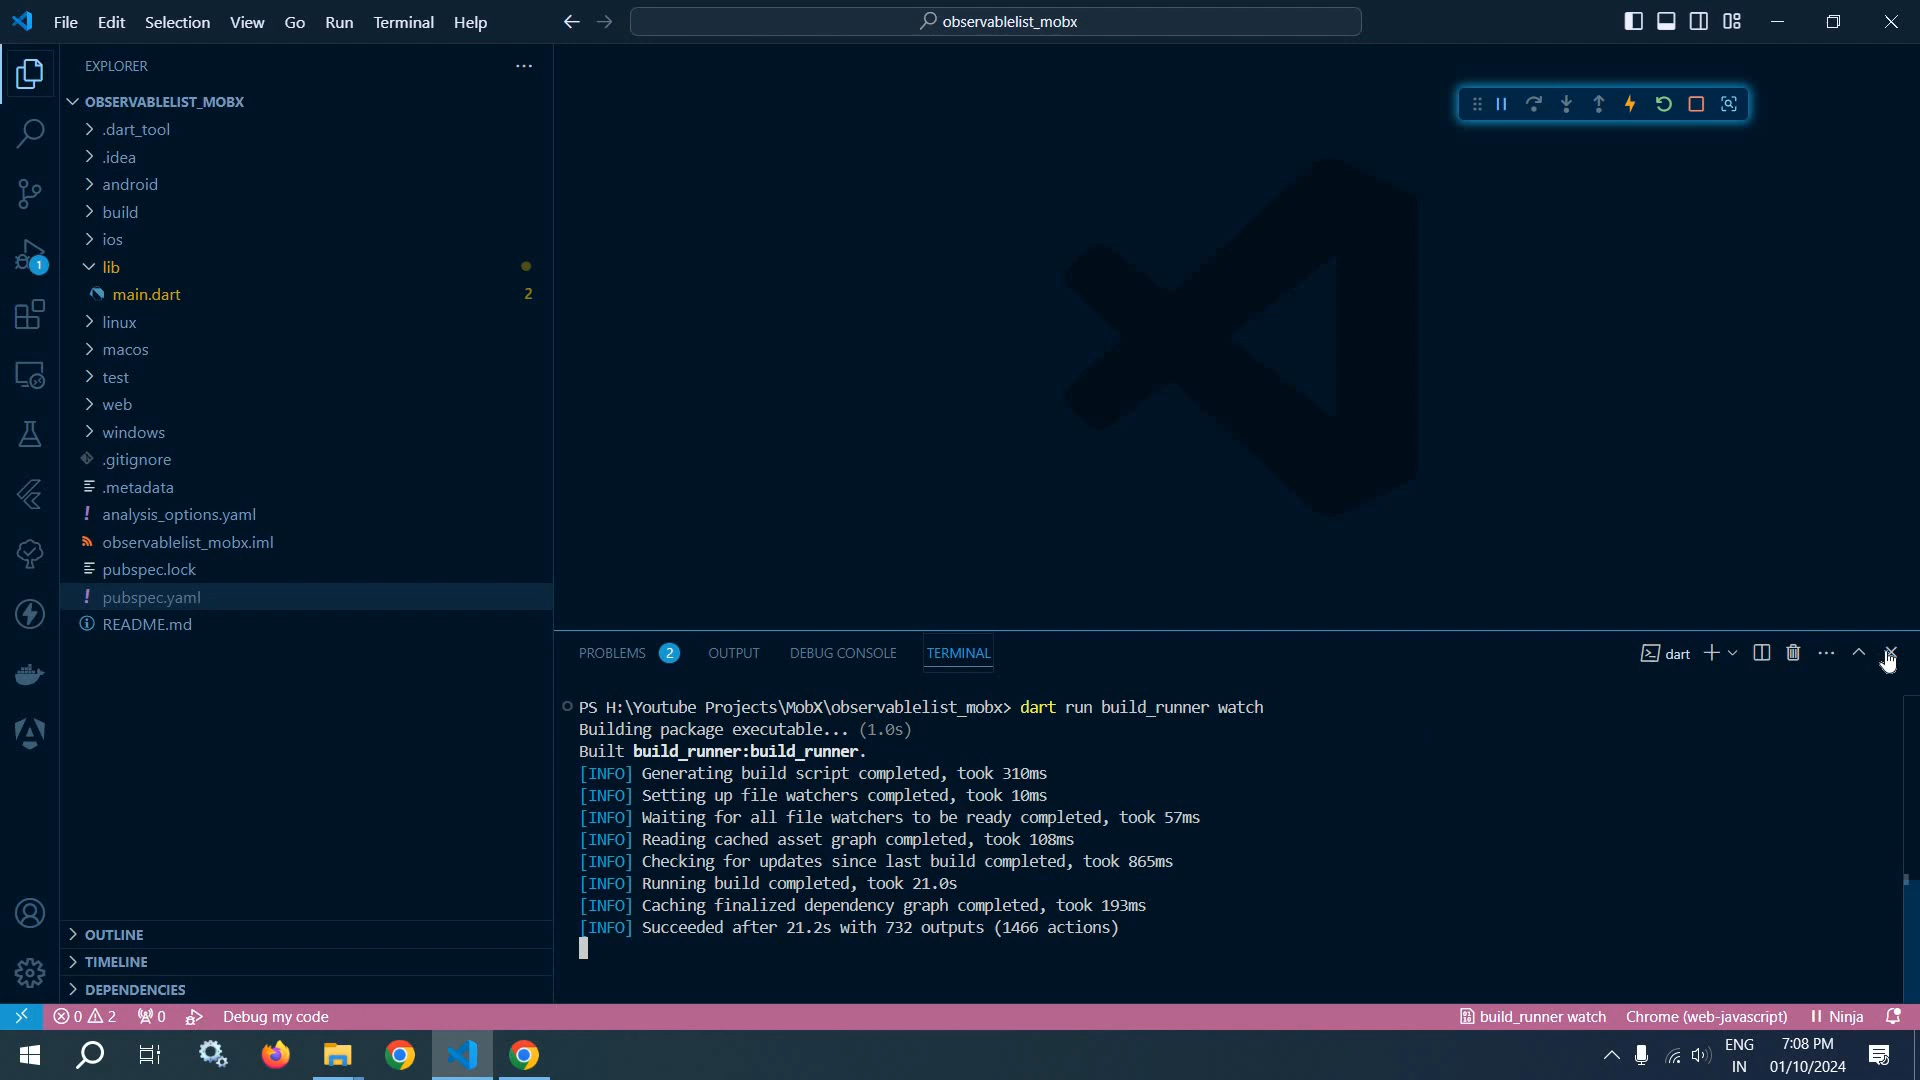 File Edit Selection View Go Run Terminal Help
observablelist_mobx
EXPLORER
OBSERVABLELIST_MOBX
.dart_tool
.idea
android
build
ios
1
lib
main.dart 2
linux
macos
test
web
windows
.gitignore
.metadata
! analysis_options.yaml
observablelist_mobx.iml
pubspec.lock
! pubspec.yaml
README.md
OUTLINE
TIMELINE
DEPENDENCIES
PROBLEMS 2 OUTPUT DEBUG CONSOLE TERMINAL
dart
PS H:\Youtube Projects\MobX\observablelist_mobx> dart run build_runner watch
Building package executable... (1.0s)
Built build_runner:build_runner.
[INFO] Generating build script completed, took 310ms
[INFO] Setting up file watchers completed, took 10ms
[INFO] Waiting for all file watchers to be ready completed, took 57ms
[INFO] Reading cached asset graph completed, took 108ms
[INFO] Checking for updates since last build completed, took 865ms
[INFO] Running build completed, took 21.0s
[INFO] Caching finalized dependency graph completed, took 193ms
[INFO] Succeeded after 21.2s with 732 outputs (1466 actions)
0 2 0 Debug my code
build_runner watch Chrome (web-javascript) Ninja
ENG
IN
7:08 PM
01/10/2024